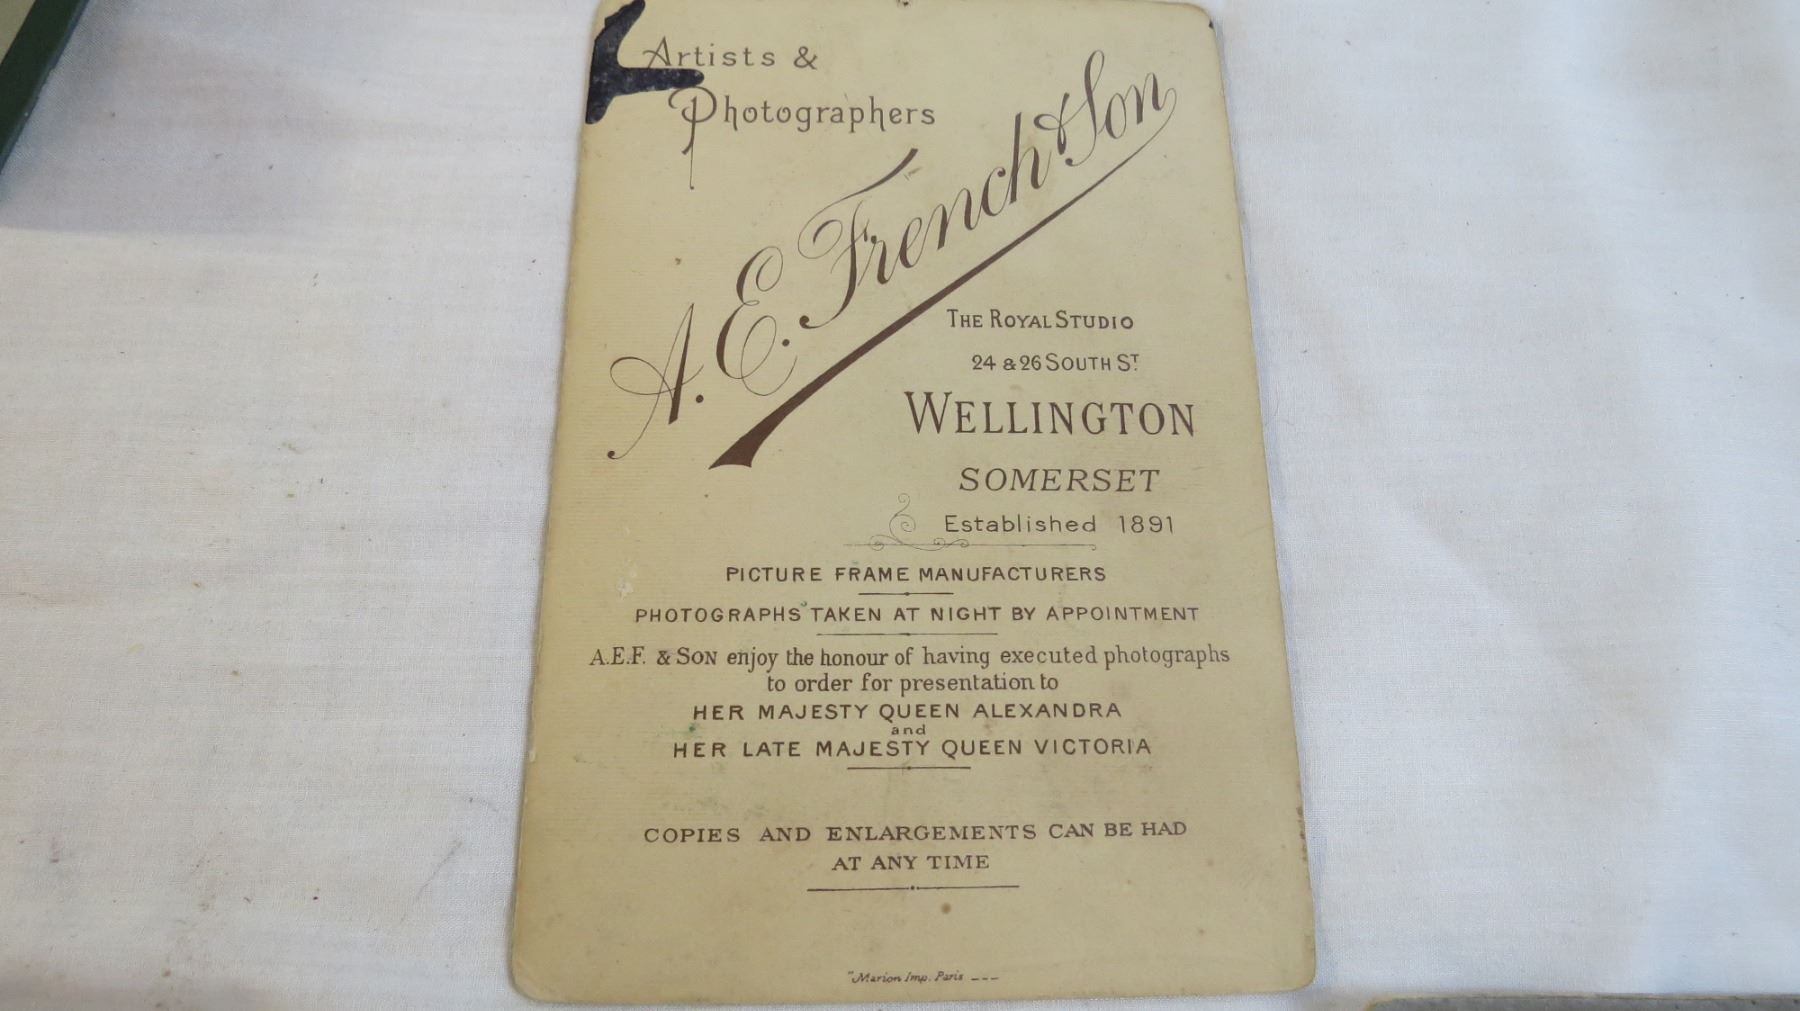 Artists &
Photographers
A. E. French & Son
THE ROYAL STUDIO
24 & 26 SOUTH ST.
WELLINGTON
SOMERSET
Established 1891
PICTURE FRAME MANUFACTURERS
PHOTOGRAPHS TAKEN AT NIGHT BY APPOINTMENT
A.E.F. & SON enjoy the honour of having executed photographs
to order for presentation to
HER MAJESTY QUEEN ALEXANDRA
and
HER LATE MAJESTY QUEEN VICTORIA
COPIES AND ENLARGEMENTS CAN BE HAD
AT ANY TIME
"Marion Imp. Paris ---